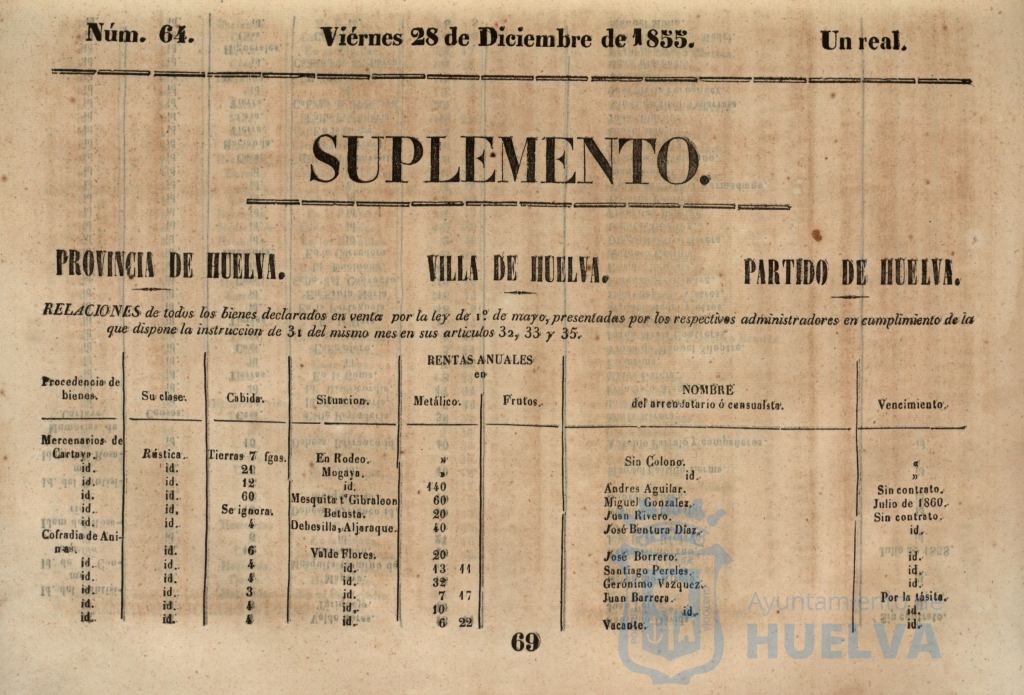 Núm. 64. Viérnes 28 de Diciembre de 1855. Un real.
SUPLEMENTO.
PROVINCIA DE HUELVA. VILLA DE HUELVA. PARTIDO DE HUELVA.
RELACIONES de todos los bienes declarados en venta por la ley de 1º de mayo, presentadas por los respectivos administradores en cumplimiento de la
que dispone la instruccion de 31 del mismo mes en sus articulos 32, 33 y 35.
RENTAS ANUALES
en
Procedencia de bienes. Su clase. Cabida. Situacion. Metálico. Frutos. NOMBRE del arrendatario ó censualista. Vencimiento.
Mercenarios de
Cartaya. Rústica. Tierras 7 fgas. En Rodeo. » Sin Colono. «
id. id. 21 Mogaya. » id. »
id. id. 12 id. 140 Andres Aguilar. Sin contrato.
id. id. 60 Mesquita tº Gibraleon 60 Miguel Gonzalez. Julio de 1860.
id. id. Se ignora. Batusta. 20 Juan Rivero. Sin contrato.
id. id. 4 Dehesilla, Aljaraque. 40 José Bentura Díaz. id.
Cofradia de Ani-
nas. id. 6 Valde Flores. 20 José Borrero. id.
id. id. 4 id. 13 11 Santiago Pereles. id.
id. id. 4 id. 32 Gerónimo Vazquez. id.
id. id. 3 id. 7 17 Juan Barrera. Por la tásita.
id. id. 4 id. 10 id. id.
id. id. 4 id. 6 22 Vacante. id.
69
Ayuntamiento de
HUELVA